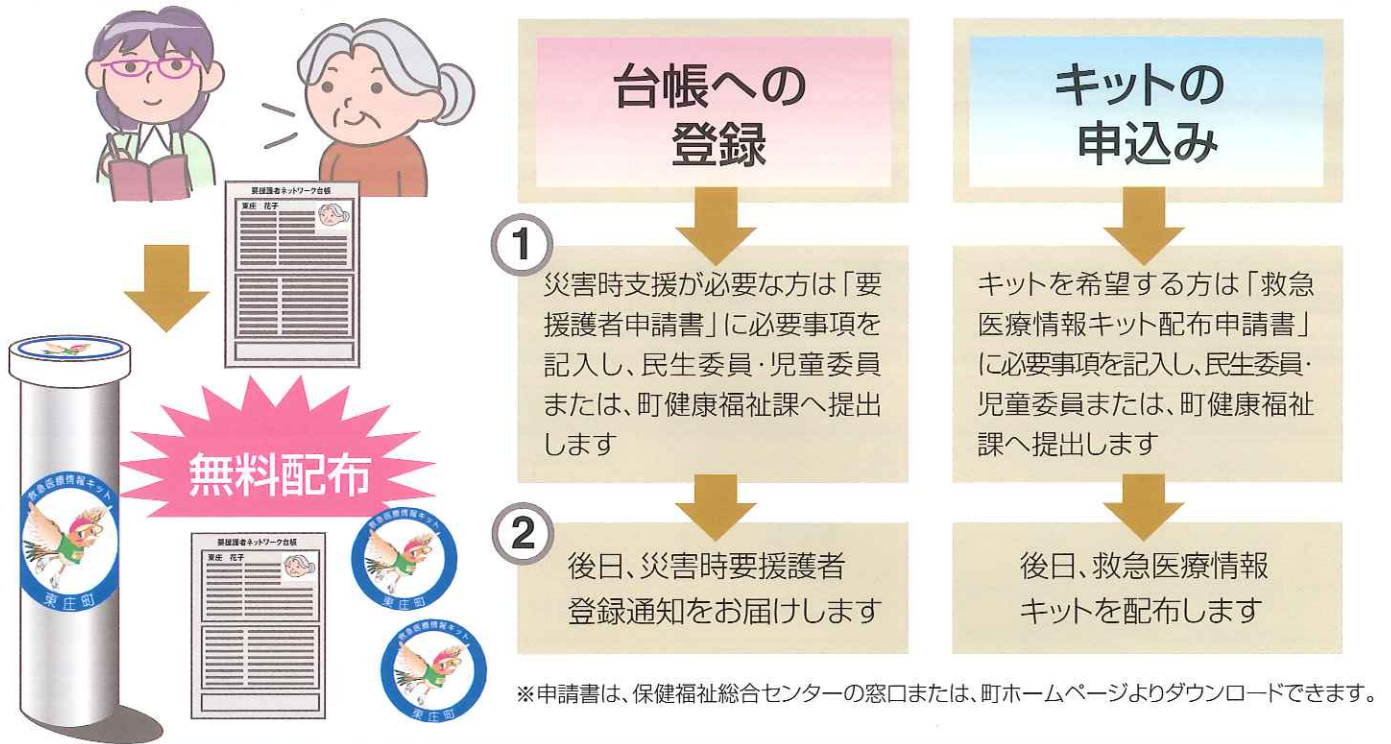 要援護者ネットワーク台帳
東庄 花子
無料配布
救急医療情報キット
東庄町
要援護者ネットワーク台帳
東庄 花子
救急医療情報キット
東庄町
救急医療情報キット
東庄町
台帳への
登録
①
災害時支援が必要な方は「要
援護者申請書」に必要事項を
記入し、民生委員・児童委員
または、町健康福祉課へ提出
します
②
後日、災害時要援護者
登録通知をお届けします
キットの
申込み
キットを希望する方は「救急
医療情報キット配布申請書」
に必要事項を記入し、民生委員・
児童委員または、町健康福祉
課へ提出します
後日、救急医療情報
キットを配布します
※申請書は、保健福祉総合センターの窓口または、町ホームページよりダウンロードできます。